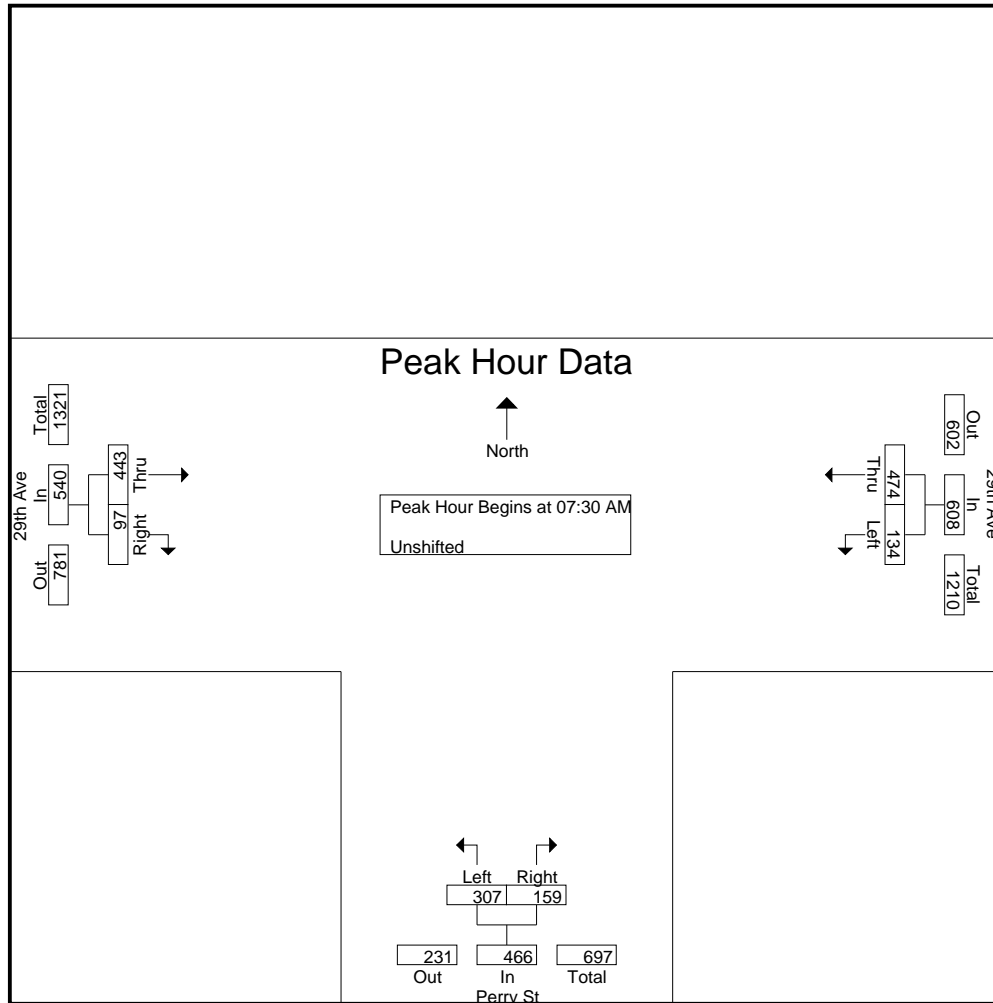 Peak Hour Data
North
Peak Hour Begins at 07:30 AM
Unshifted
29th Ave
Out
In
Total
781
540
1321
Right
Thru
97
443
29th Ave
Out
In
Total
602
608
1210
Thru
Left
474
134
Left
Right
307
159
231
466
697
Out
In
Total
Perry St